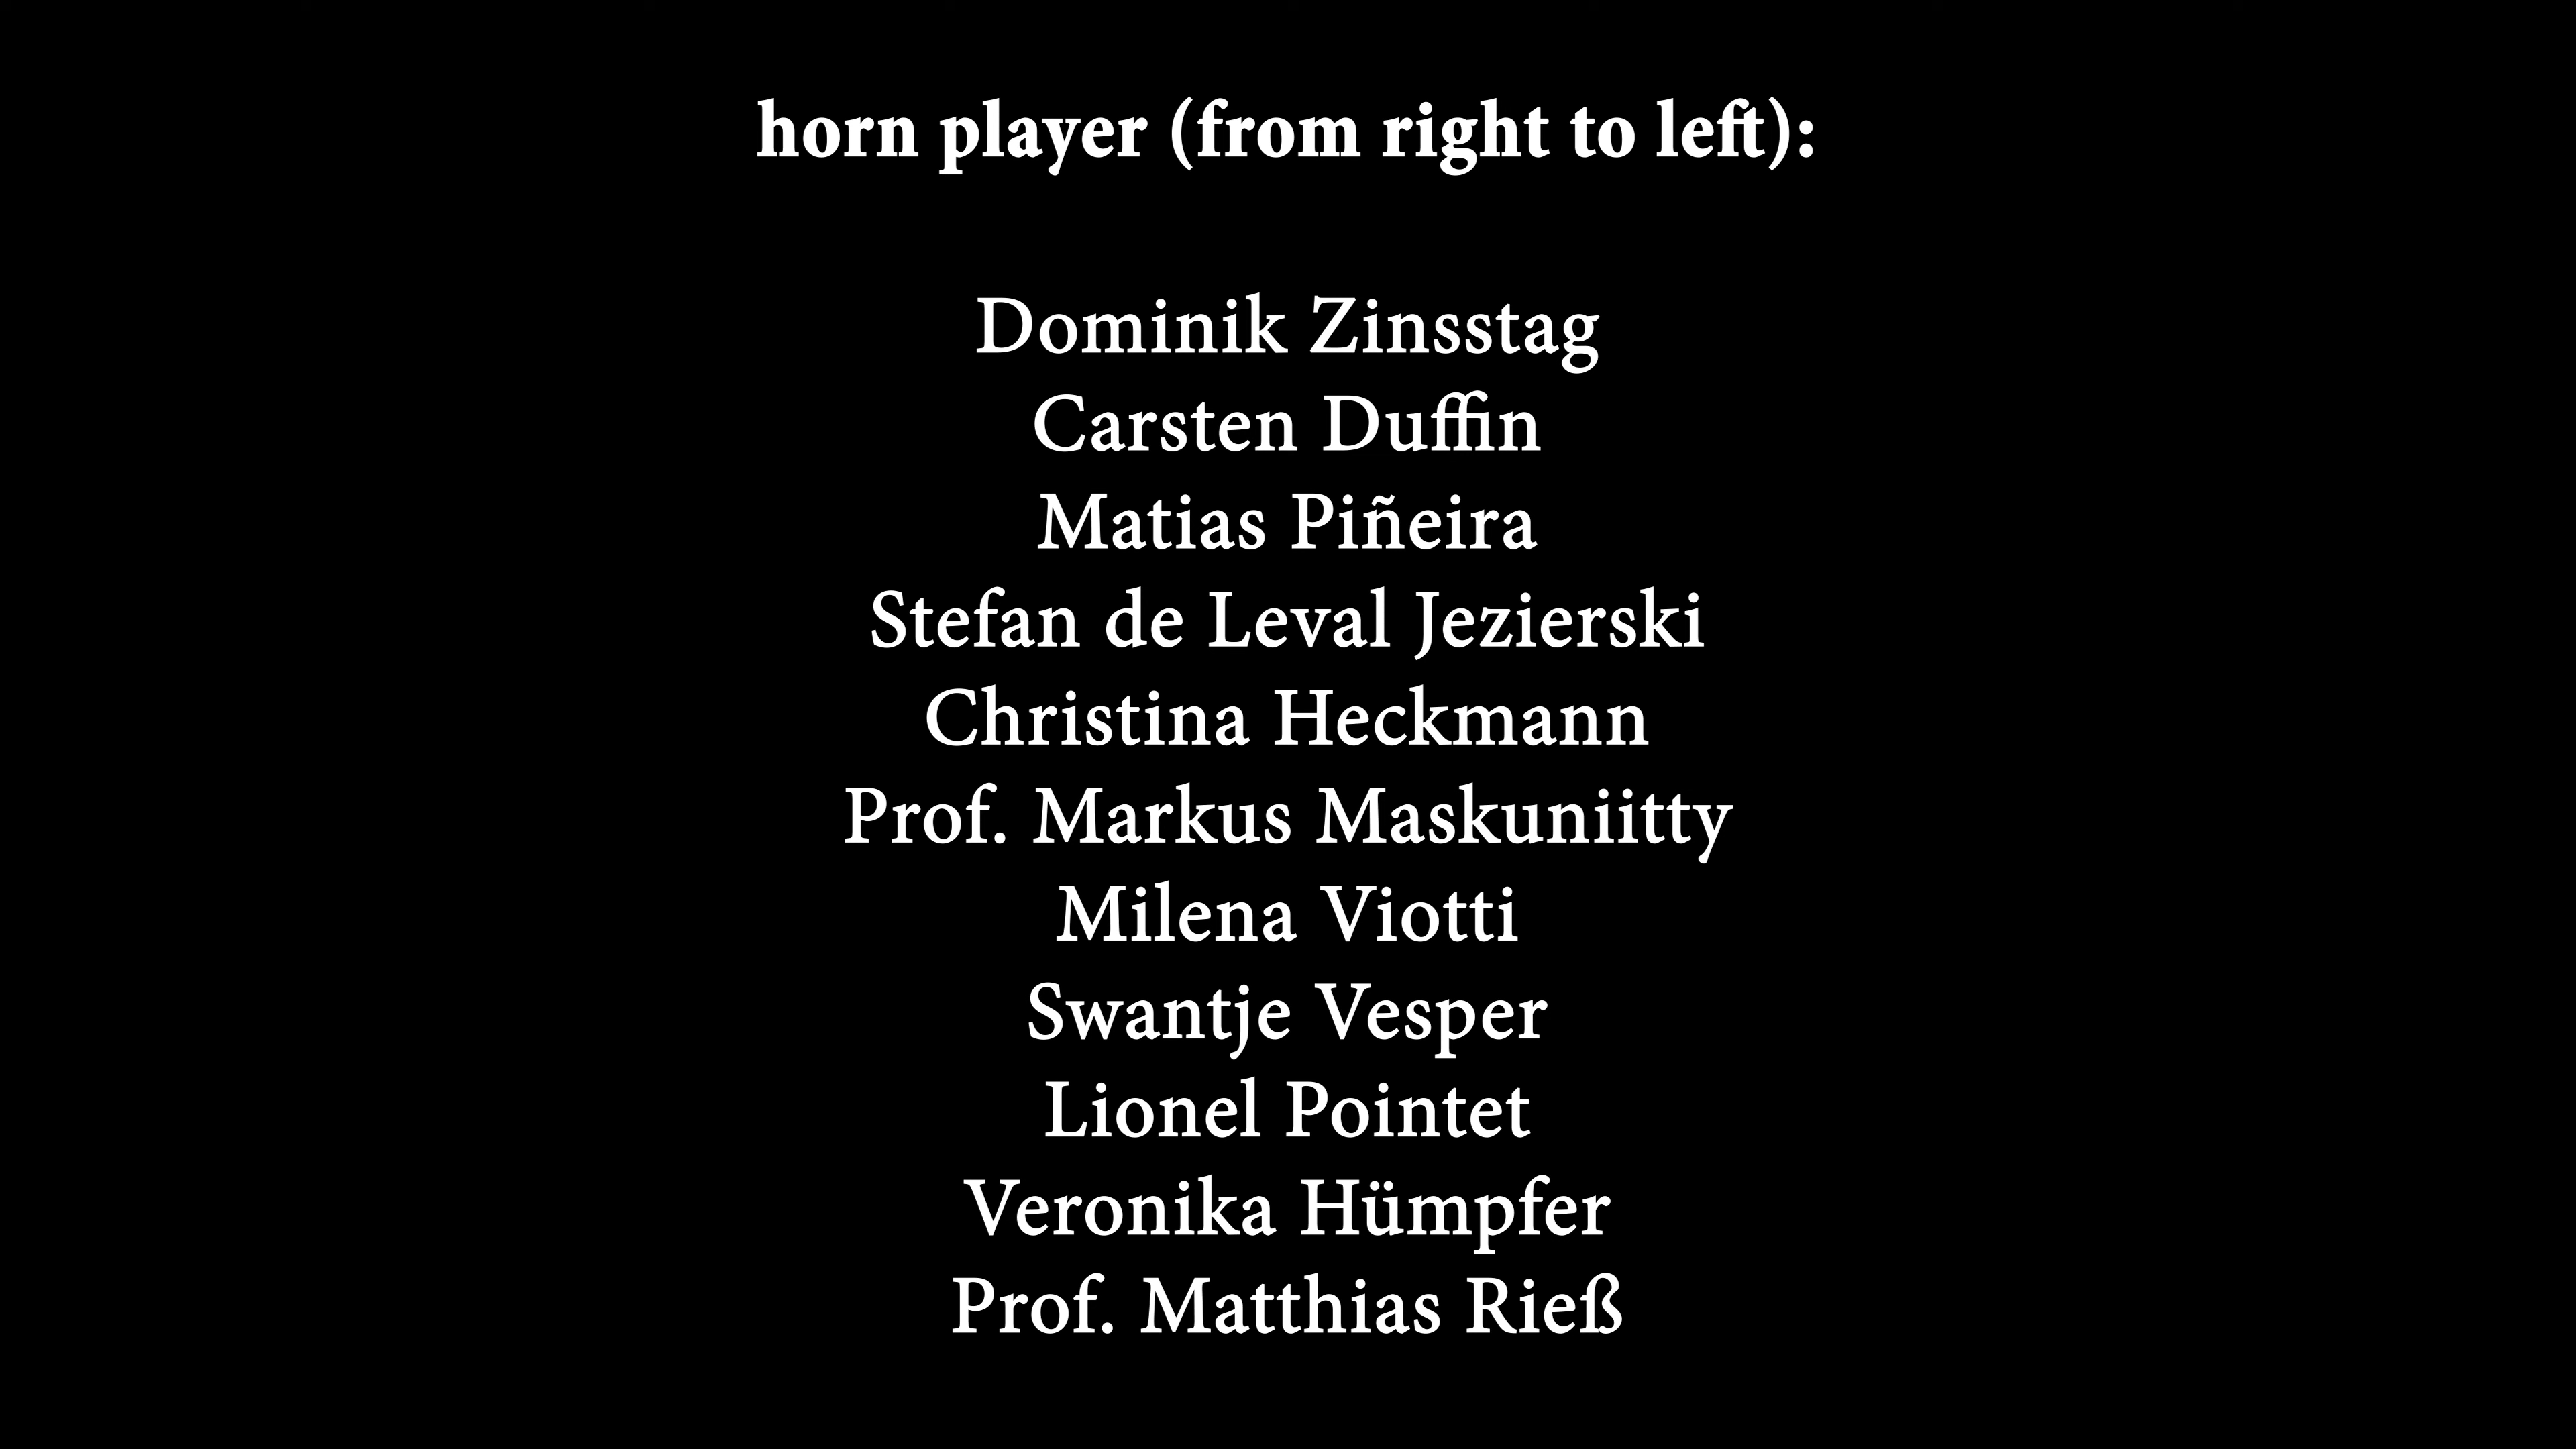 horn player (from right to left):
Dominik Zinsstag
Carsten Duffin
Matias Piñeira
Stefan de Leval Jezierski
Christina Heckmann
Prof. Markus Maskuniitty
Milena Viotti
Swantje Vesper
Lionel Pointet
Veronika Hümpfer
Prof. Matthias Rieß